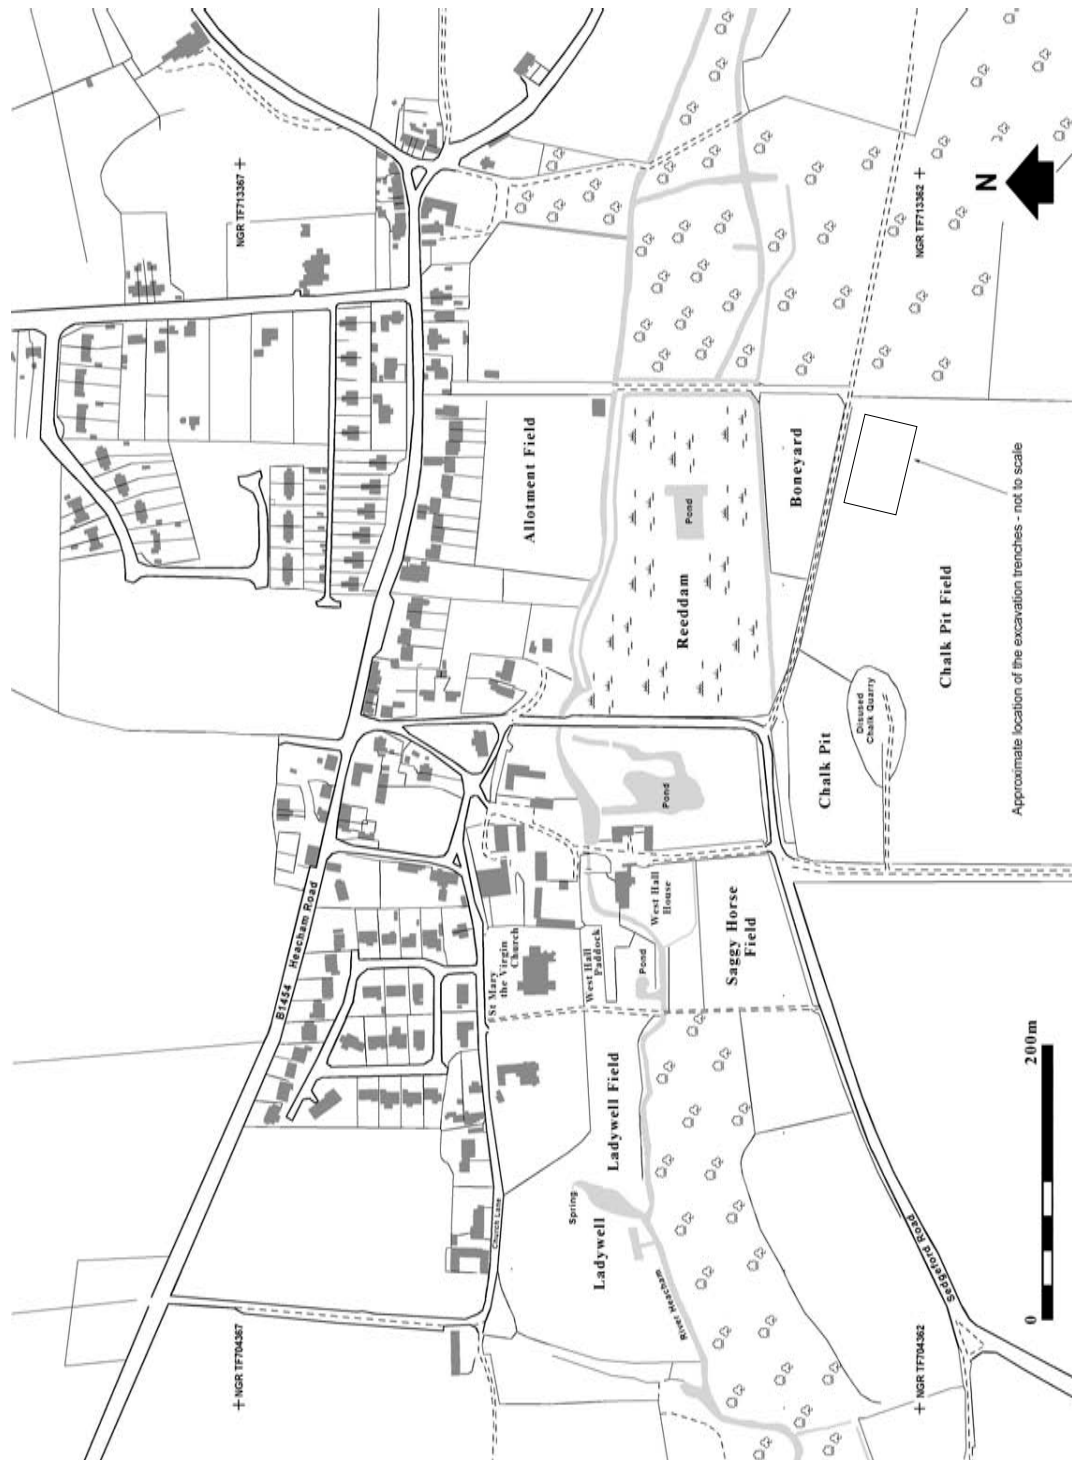 NGR TF713367
NGR TF713362
N
Allotment Field
Boneyard
Pond
Reeddam
Chalk Pit Field
Approximate location of the excavation trenches - not to scale
Disused
Chalk Quarry
Chalk Pit
Pond
B1454 Heacham Road
St Mary
the Virgin
Church
West Hall
Paddock
West Hall
House
Pond
Saggy Horse
Field
Ladywell Field
Spring
Ladywell
Church Lane
River Heacham
Sedgeford Road
NGR TF704367
NGR TF704362
0
200m